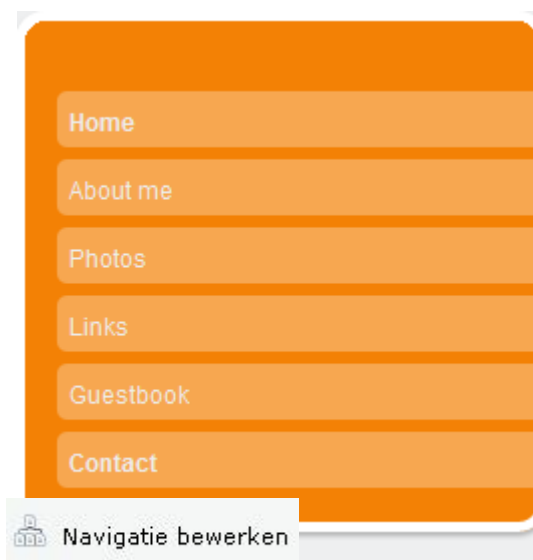 Home
About me
Photos
Links
Guestbook
Contact
Navigatie bewerken